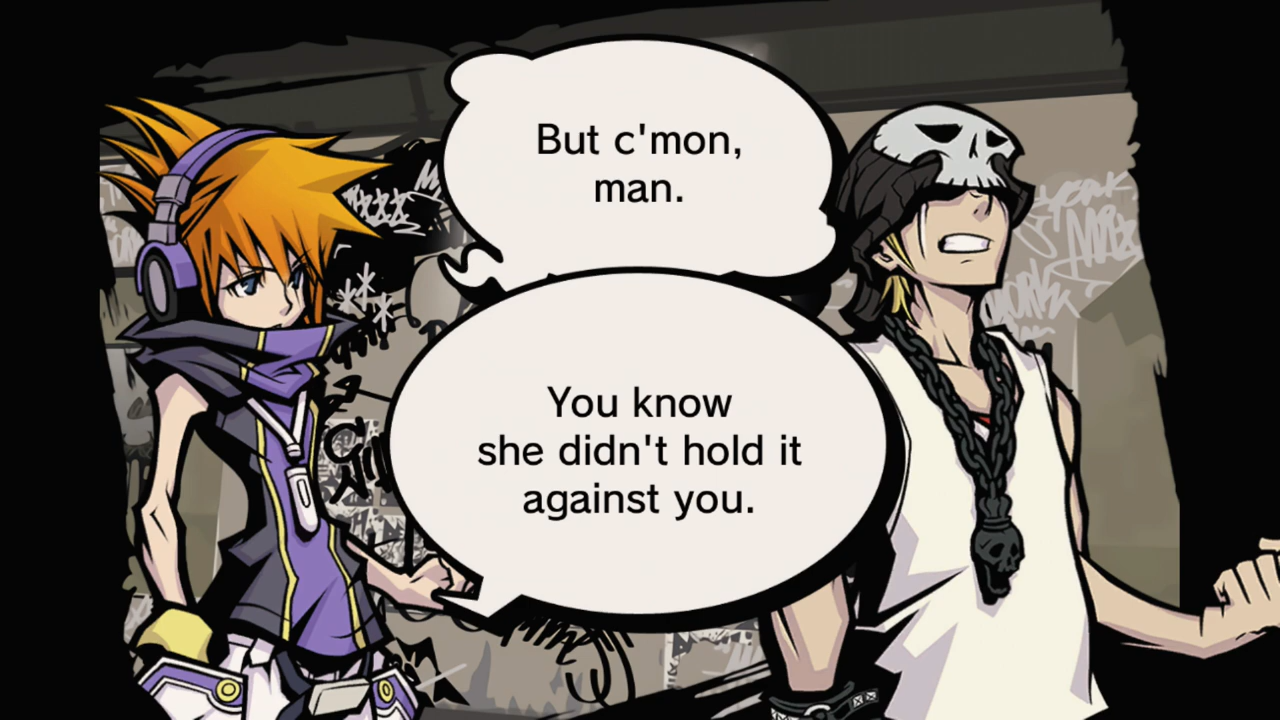 But c'mon,
man.
You know
she didn't hold it
against you.